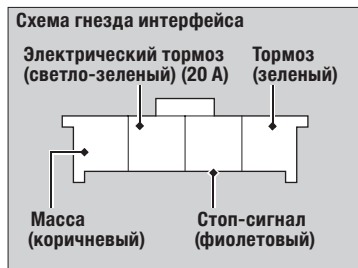 Схема гнезда интерфейса
Электрический тормоз
(светло-зеленый) (20 А)
Тормоз
(зеленый)
Масса
(коричневый)
Стоп-сигнал
(фиолетовый)